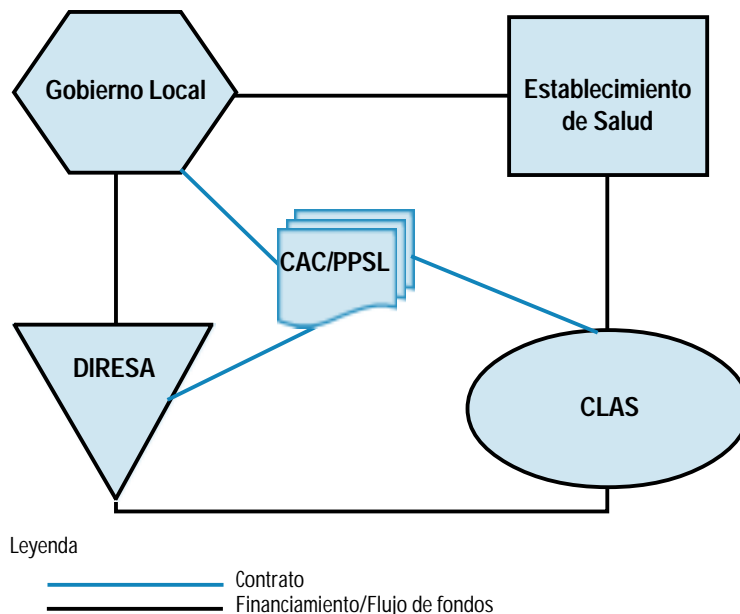 Gobierno Local
Establecimiento
de Salud
CAC/PPSL
DIRESA
CLAS
Leyenda
Contrato
Financiamiento/Flujo de fondos